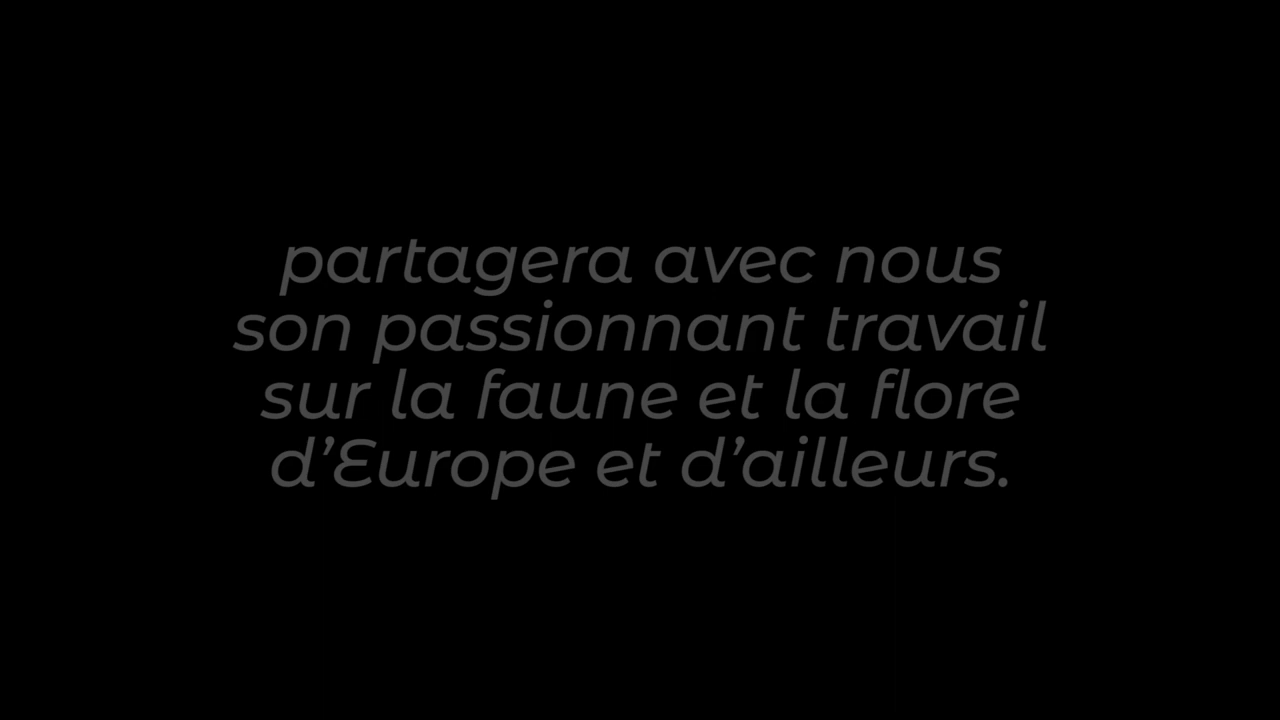 partagera avec nous
son passionnant travail
sur la faune et la flore
d’Europe et d’ailleurs.